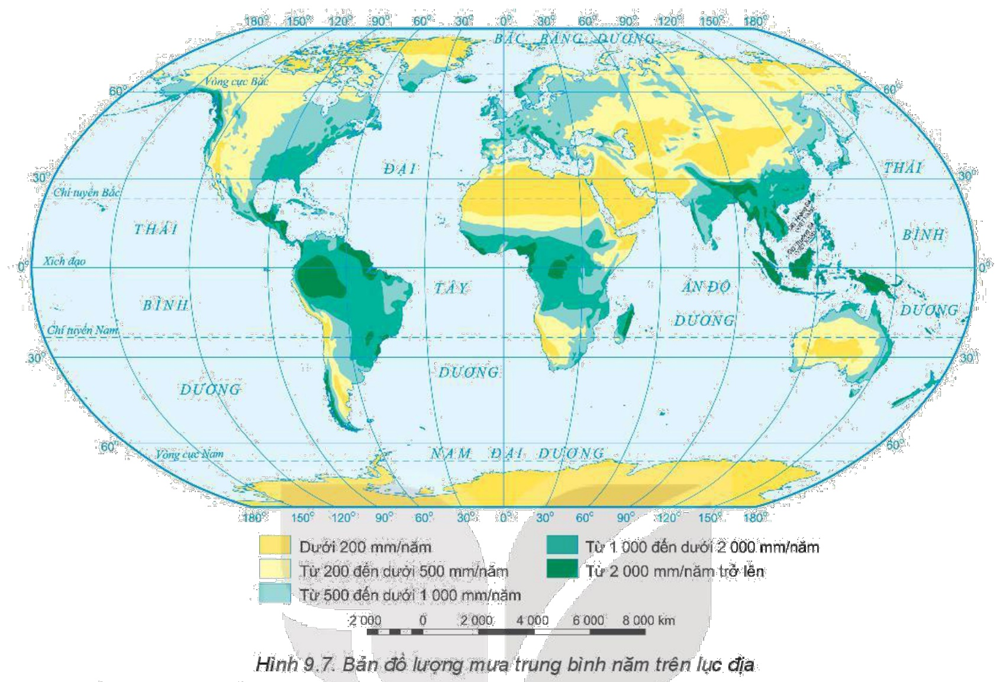 180° 150° 120° 90° 60° 30° 0° 30° 60° 90° 120° 150° 180°
BẮC BĂNG DƯƠNG
Vòng cực Bắc
60° 60°
ĐẠI THÁI
30° 30°
Chí tuyến Bắc
THÁI BÌNH
Xích đạo
0° 0°
TÂY ẤN ĐỘ
BÌNH DƯƠNG
DƯƠNG
Chí tuyến Nam
30° 30°
DƯƠNG
DƯƠNG
60° 60°
Vòng cực Nam NAM ĐẠI DƯƠNG
180° 150° 120° 90° 60° 30° 0° 30° 60° 90° 120° 150° 180°
Dưới 200 mm/năm
Từ 200 đến dưới 500 mm/năm
Từ 500 đến dưới 1 000 mm/năm
Từ 1 000 đến dưới 2 000 mm/năm
Từ 2 000 mm/năm trở lên
2 000 0 2 000 4 000 6 000 8 000 km
Hình 9.7. Bản đồ lượng mưa trung bình năm trên lục địa